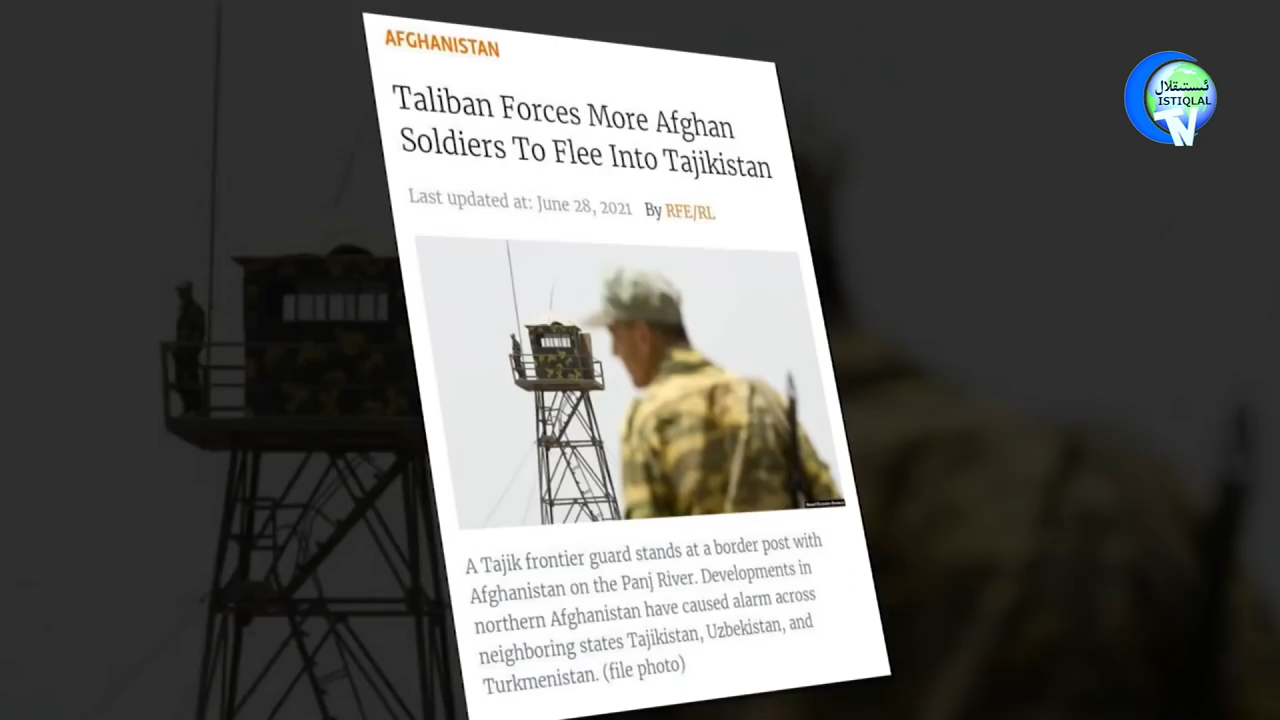 AFGHANISTAN
Taliban Forces More Afghan
Soldiers To Flee Into Tajikistan
Last updated at: June 28, 2021 By RFE/RL
A Tajik frontier guard stands at a border post with
Afghanistan on the Panj River. Developments in
northern Afghanistan have caused alarm across
neighboring states Tajikistan, Uzbekistan, and
Turkmenistan. (file photo)
ئىستىقلال
ISTIQLAL
TV